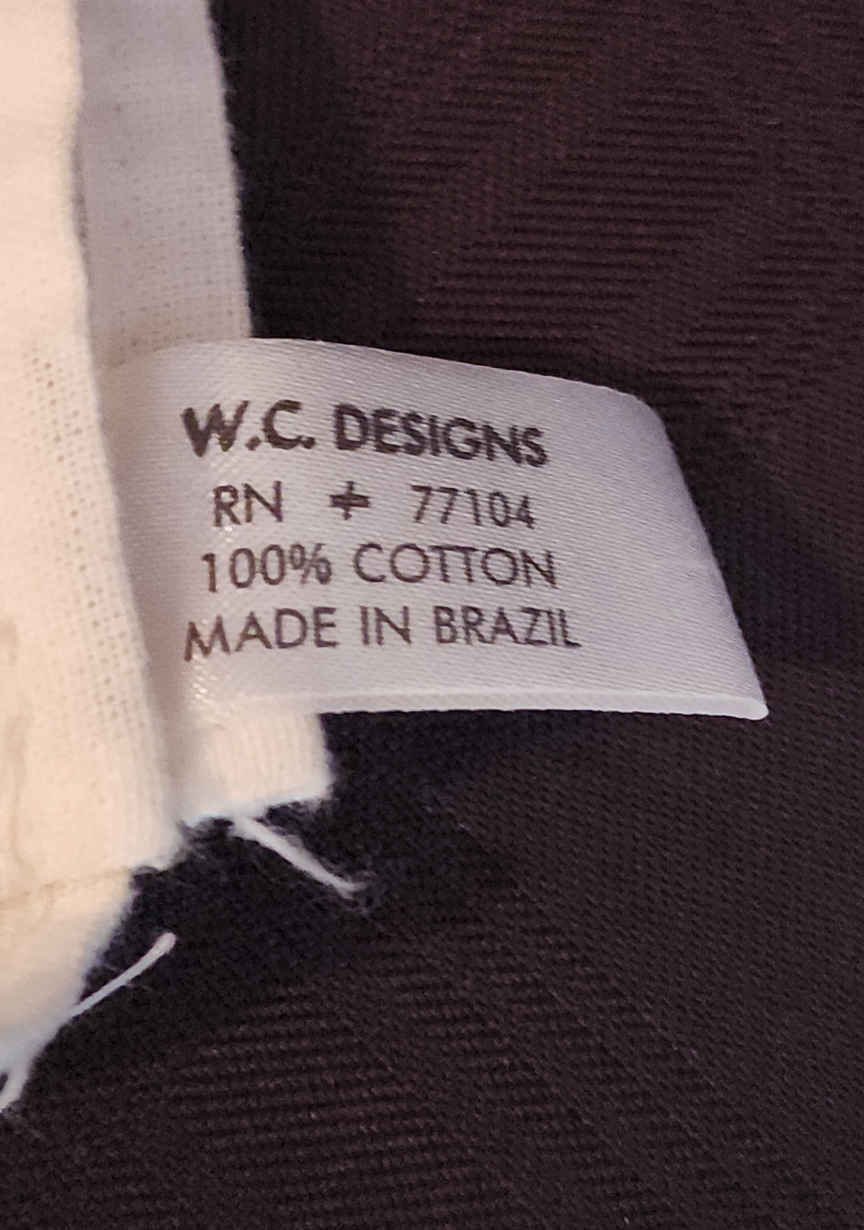 W.C. DESIGNS
RN # 77104
100% COTTON
MADE IN BRAZIL